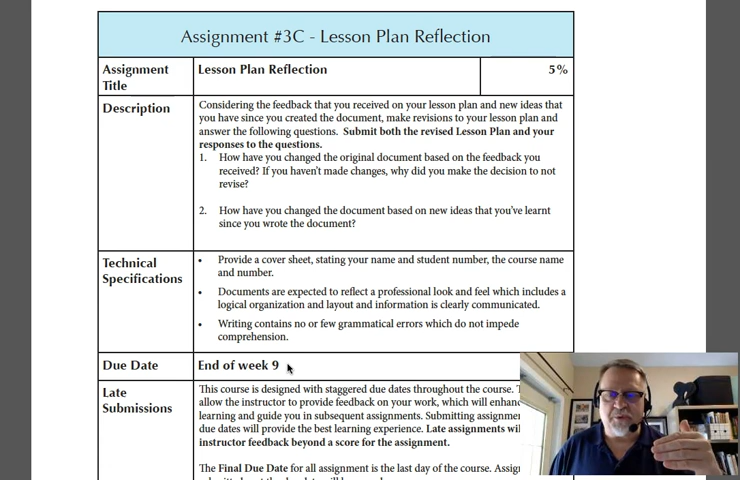 Assignment #3C - Lesson Plan Reflection
Assignment
Title
Lesson Plan Reflection
5%
Description
Considering the feedback that you received on your lesson plan and new ideas that
you have since you created the document, make revisions to your lesson plan and
answer the following questions. Submit both the revised Lesson Plan and your
responses to the questions.
1. How have you changed the original document based on the feedback you
received? If you haven't made changes, why did you make the decision to not
revise?
2. How have you changed the document based on new ideas that you've learnt
since you wrote the document?
Technical
Specifications
• Provide a cover sheet, stating your name and student number, the course name
and number.
• Documents are expected to reflect a professional look and feel which includes a
logical organization and layout and information is clearly communicated.
• Writing contains no or few grammatical errors which do not impede
comprehension.
Due Date
End of week 9
Late
Submissions
This course is designed with staggered due dates throughout the course.
allow the instructor to provide feedback on your work, which will enhanc
learning and guide you in subsequent assignments. Submitting assignmen
due dates will provide the best learning experience. Late assignments wil
instructor feedback beyond a score for the assignment.
The Final Due Date for all assignment is the last day of the course. Assig